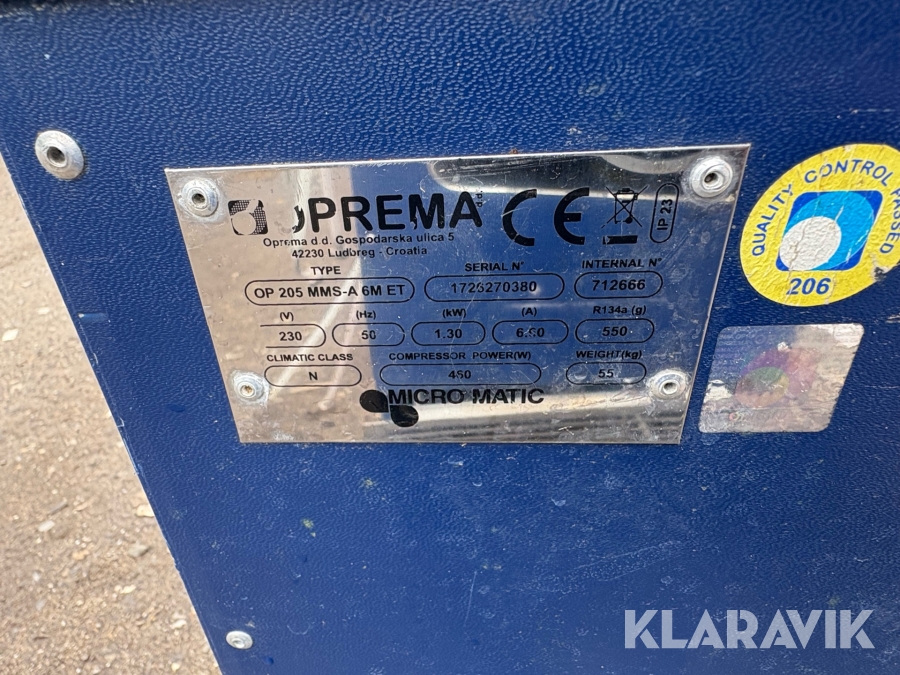 OPREMA d.d.
IP 23
Oprema d.d. Gospodarska ulica 5
42230 Ludbreg - Croatia
TYPE SERIAL N° INTERNAL N°
OP 205 MMS-A 6M ET 1726270380 712666
(V) (Hz) (kW) (A) R134a (g)
230 50 1.30 550
CLIMATIC CLASS COMPRESSOR POWER(W) WEIGHT(kg)
N 460 55
MICRO MATIC
QUALITY CONTROL PASSED
206
KLARAVIK